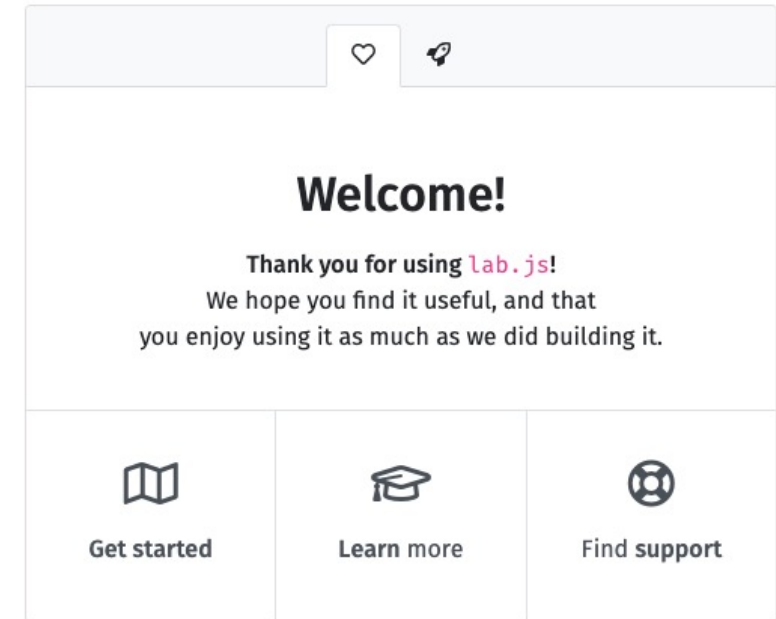 Welcome!
Thank you for using lab.js!
We hope you find it useful, and that
you enjoy using it as much as we did building it.
Get started
Learn more
Find support